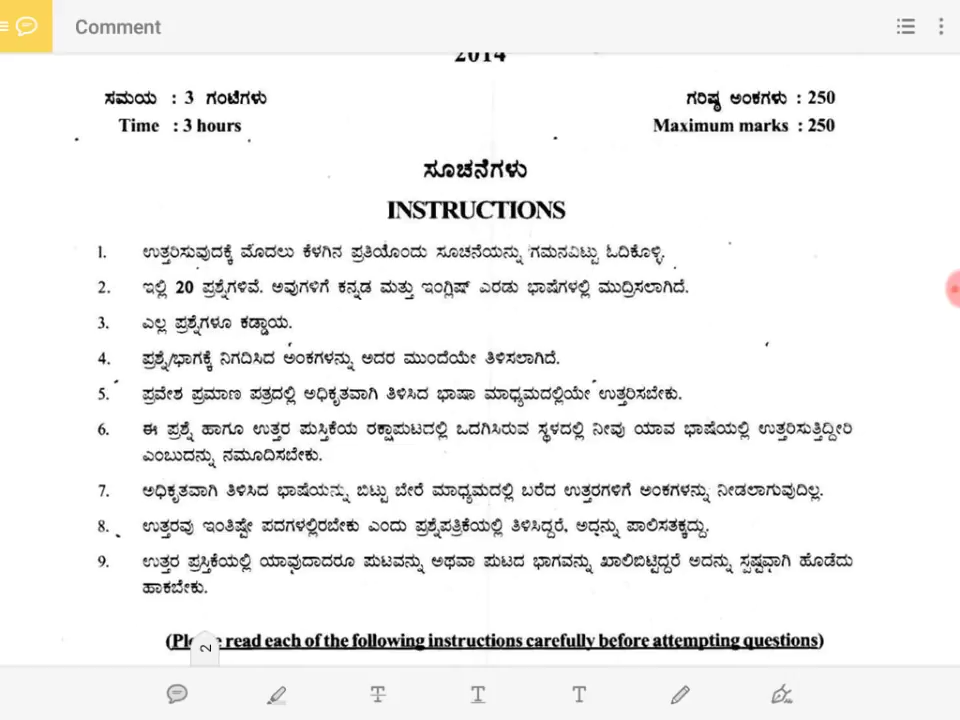 Comment
2014
ಸಮಯ : 3 ಗಂಟೆಗಳು
ಗರಿಷ್ಠ ಅಂಕಗಳು : 250
Time : 3 hours
Maximum marks : 250
ಸೂಚನೆಗಳು
INSTRUCTIONS
1. ಉತ್ತರಿಸುವುದಕ್ಕೆ ಮೊದಲು ಕೆಳಗಿನ ಪ್ರತಿಯೊಂದು ಸೂಚನೆಯನ್ನು ಗಮನವಿಟ್ಟು ಓದಿಕೊಳ್ಳಿ.
2. ಇಲ್ಲಿ 20 ಪ್ರಶ್ನೆಗಳಿವೆ. ಅವುಗಳಿಗೆ ಕನ್ನಡ ಮತ್ತು ಇಂಗ್ಲಿಷ್ ಎರಡು ಭಾಷೆಗಳಲ್ಲಿ ಮುದ್ರಿಸಲಾಗಿದೆ.
3. ಎಲ್ಲ ಪ್ರಶ್ನೆಗಳೂ ಕಡ್ಡಾಯ.
4. ಪ್ರಶ್ನೆ/ಭಾಗಕ್ಕೆ ನಿಗದಿಸಿದ ಅಂಕಗಳನ್ನು ಅದರ ಮುಂದೆಯೇ ತಿಳಿಸಲಾಗಿದೆ.
5. ಪ್ರವೇಶ ಪ್ರಮಾಣ ಪತ್ರದಲ್ಲಿ ಅಧಿಕೃತವಾಗಿ ತಿಳಿಸಿದ ಭಾಷಾ ಮಾಧ್ಯಮದಲ್ಲಿಯೇ ಉತ್ತರಿಸಬೇಕು.
6. ಈ ಪ್ರಶ್ನೆ ಹಾಗೂ ಉತ್ತರ ಪುಸ್ತಿಕೆಯ ರಕ್ಷಾಪುಟದಲ್ಲಿ ಒದಗಿಸಿರುವ ಸ್ಥಳದಲ್ಲಿ ನೀವು ಯಾವ ಭಾಷೆಯಲ್ಲಿ ಉತ್ತರಿಸುತ್ತಿದ್ದೀರಿ
ಎಂಬುದನ್ನು ನಮೂದಿಸಬೇಕು.
7. ಅಧಿಕೃತವಾಗಿ ತಿಳಿಸಿದ ಭಾಷೆಯನ್ನು ಬಿಟ್ಟು ಬೇರೆ ಮಾಧ್ಯಮದಲ್ಲಿ ಬರೆದ ಉತ್ತರಗಳಿಗೆ ಅಂಕಗಳನ್ನು ನೀಡಲಾಗುವುದಿಲ್ಲ.
8. ಉತ್ತರವು ಇಂತಿಷ್ಟೇ ಪದಗಳಲ್ಲಿರಬೇಕು ಎಂದು ಪ್ರಶ್ನೆಪತ್ರಿಕೆಯಲ್ಲಿ ತಿಳಿಸಿದ್ದರೆ, ಅದ್ದನ್ನು ಪಾಲಿಸತಕ್ಕದ್ದು.
9. ಉತ್ತರ ಪ್ರಸ್ತಿಕೆಯಲ್ಲಿ ಯಾವುದಾದರೂ ಪುಟವನ್ನು ಅಥವಾ ಪುಟದ ಭಾಗವನ್ನು ಖಾಲಿಬಿಟ್ಟಿದ್ದರೆ ಅದನ್ನು ಸ್ಪಷ್ಟವಾಗಿ ಹೊಡೆದು
ಹಾಕಬೇಕು.
(Please read each of the following instructions carefully before attempting questions)
2